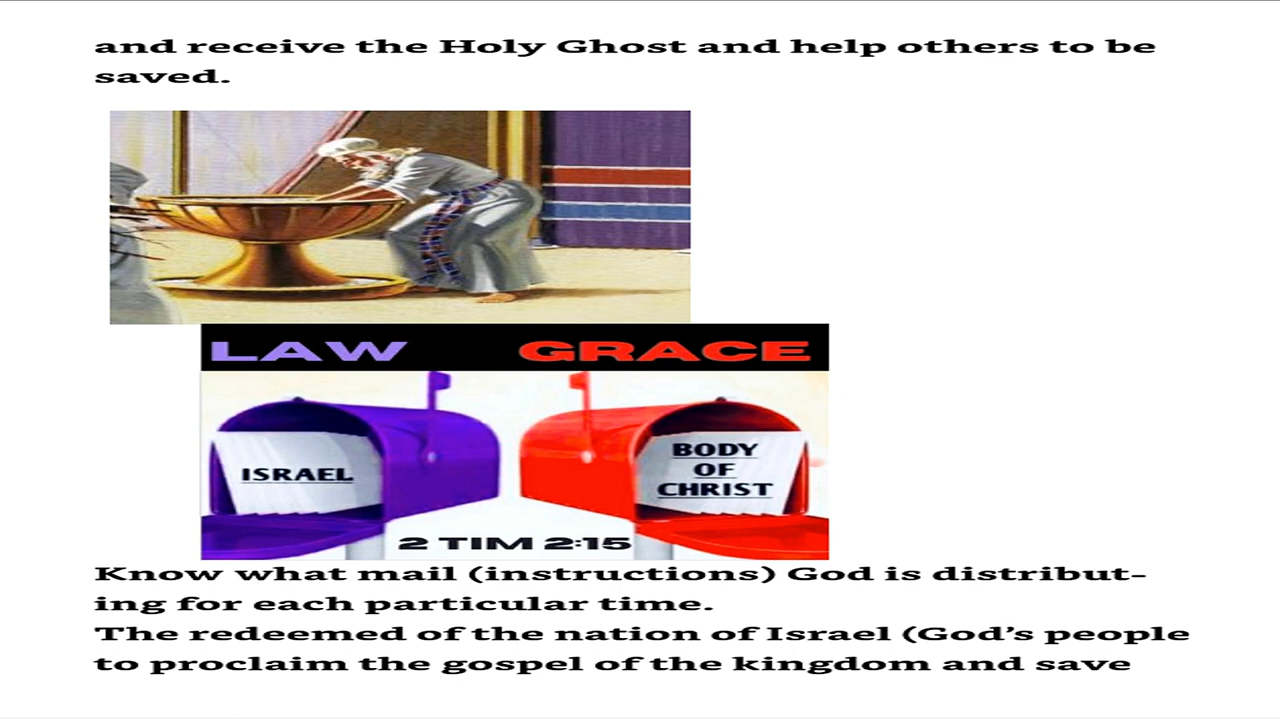 and receive the Holy Ghost and help others to be
saved.
LAW GRACE
ISRAEL
BODY
OF
CHRIST
2 TIM 2:15
Know what mail (instructions) God is distribut-
ing for each particular time.
The redeemed of the nation of Israel (God’s people
to proclaim the gospel of the kingdom and save